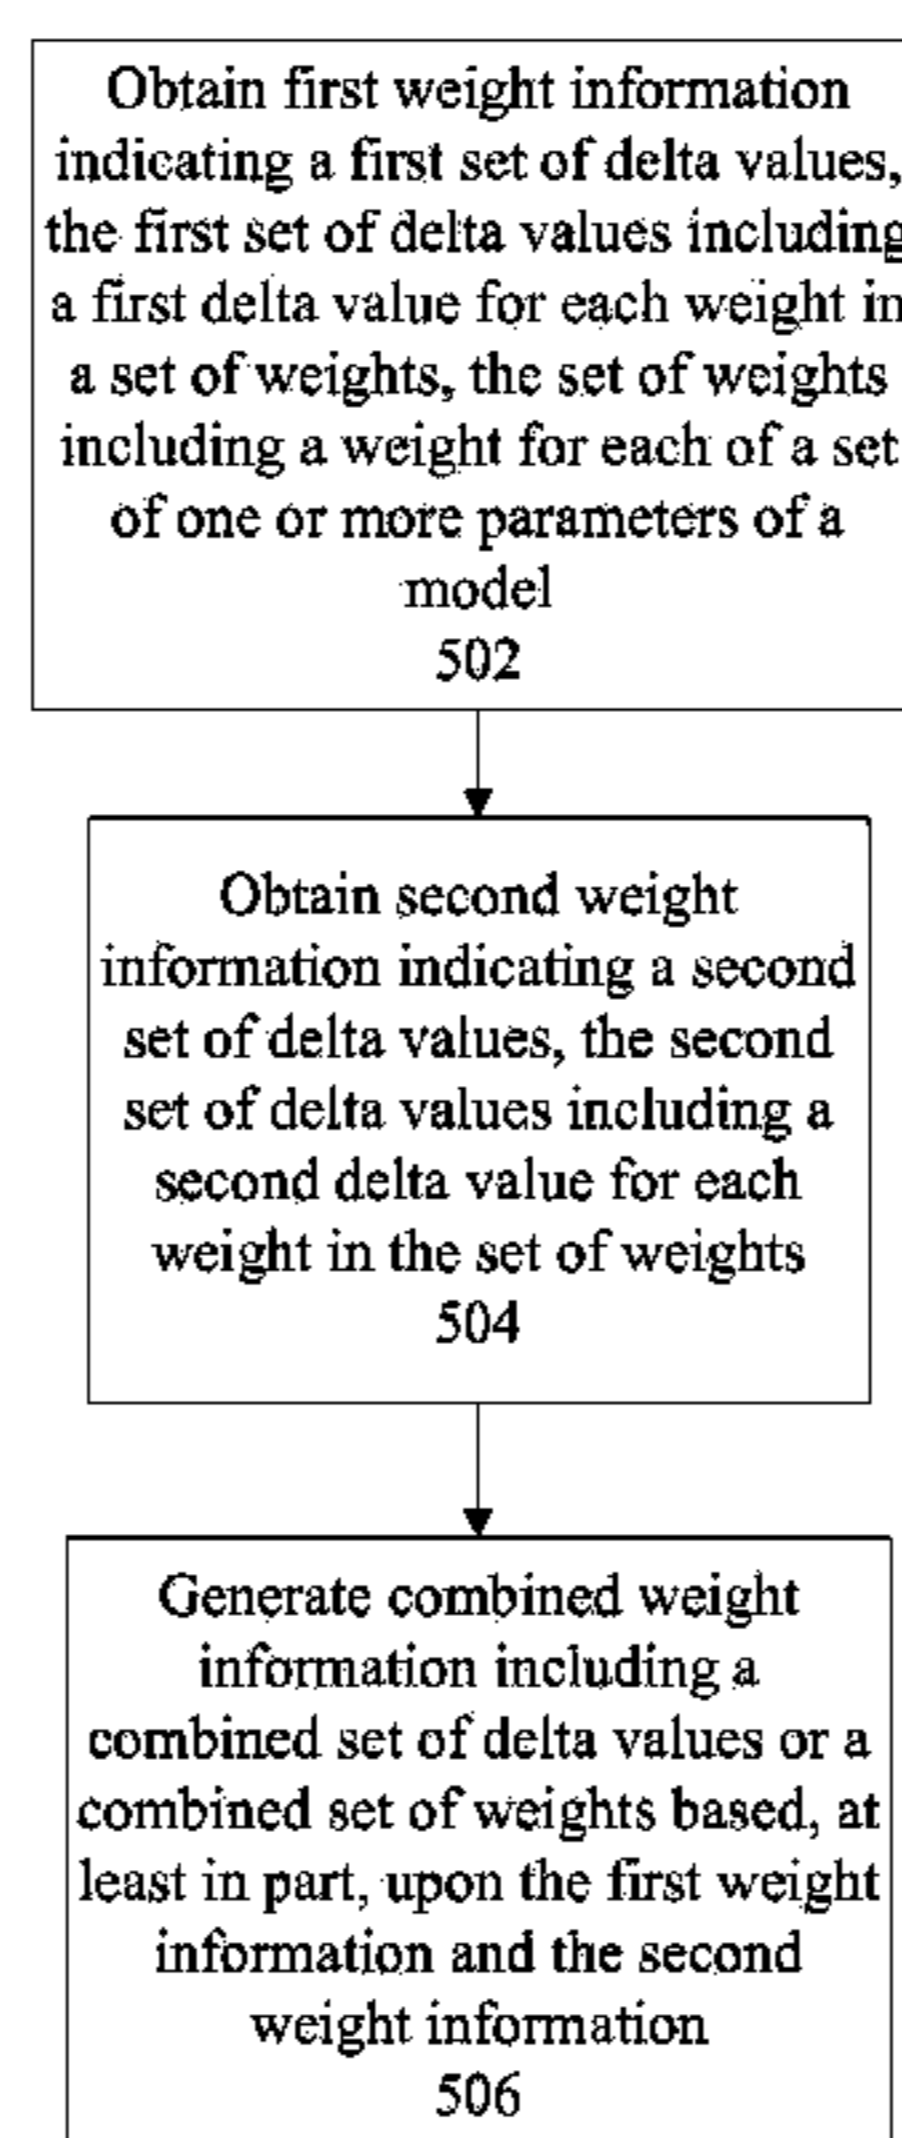 Obtain first weight information
indicating a first set of delta values,
the first set of delta values including
a first delta value for each weight in
a set of weights, the set of weights
including a weight for each of a set
of one or more parameters of a
model
502
Obtain second weight
information indicating a second
set of delta values, the second
set of delta values including a
second delta value for each
weight in the set of weights
504
Generate combined weight
information including a
combined set of delta values or a
combined set of weights based, at
least in part, upon the first weight
information and the second
weight information
506